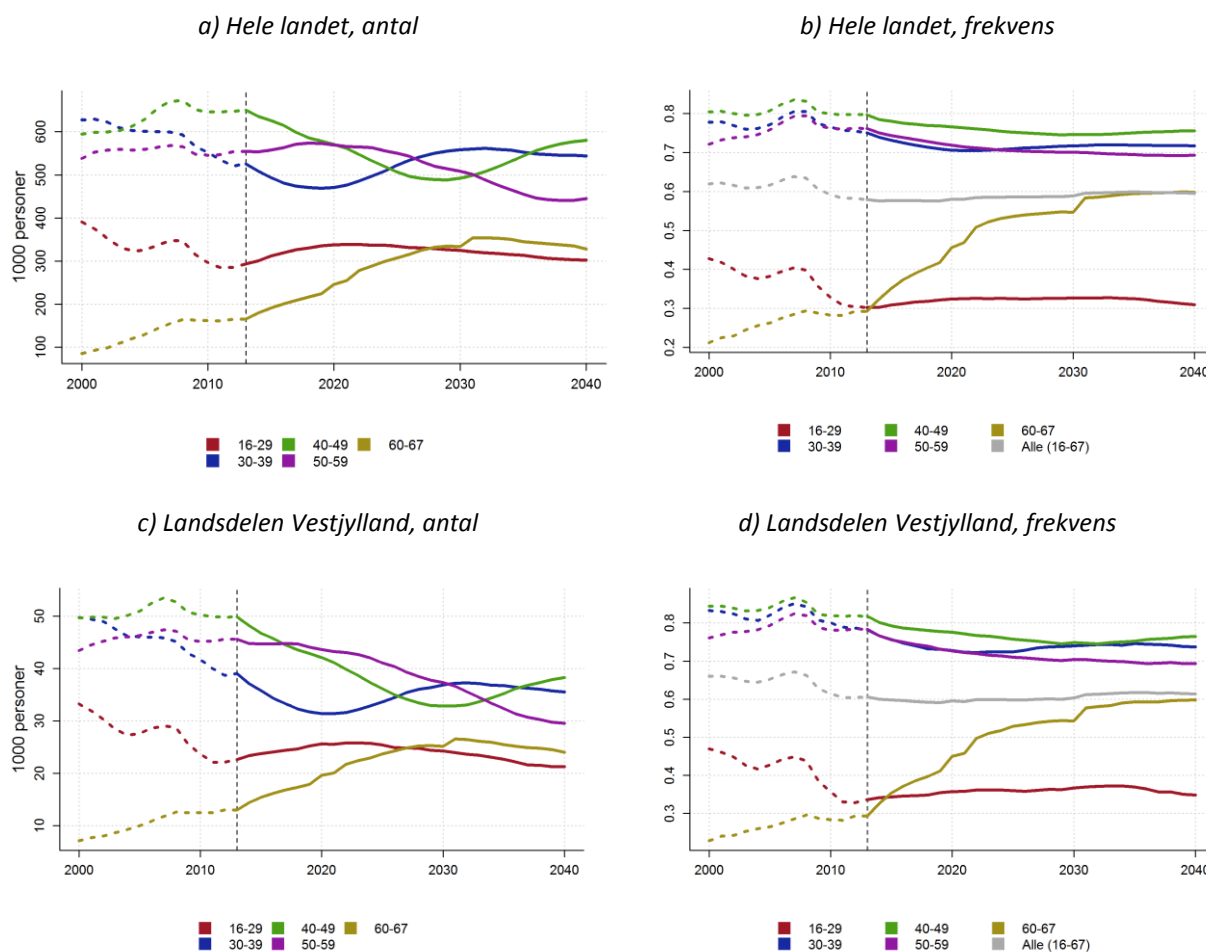 a) Hele landet, antal
b) Hele landet, frekvens
1000 personer
600
500
400
300
200
100
2000 2010 2020 2030 2040
16-29 40-49 60-67
30-39 50-59
0.8
0.7
0.6
0.5
0.4
0.3
0.2
2000 2010 2020 2030 2040
16-29 40-49 60-67
30-39 50-59 Alle (16-67)
c) Landsdelen Vestjylland, antal
d) Landsdelen Vestjylland, frekvens
1000 personer
50
40
30
20
10
2000 2010 2020 2030 2040
16-29 40-49 60-67
30-39 50-59
0.8
0.7
0.6
0.5
0.4
0.3
2000 2010 2020 2030 2040
16-29 40-49 60-67
30-39 50-59 Alle (16-67)